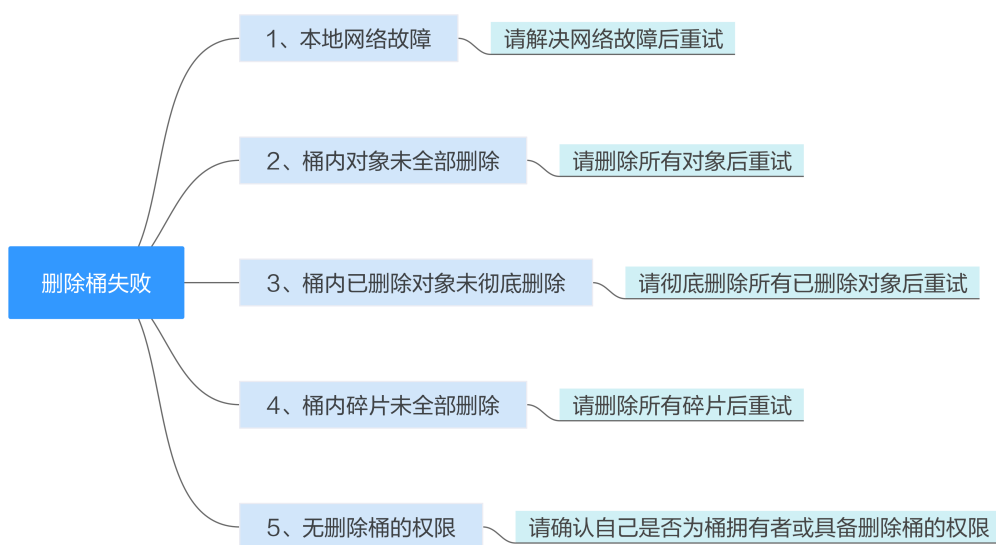 删除桶失败
1、本地网络故障
请解决网络故障后重试
2、桶内对象未全部删除
请删除所有对象后重试
3、桶内已删除对象未彻底删除
请彻底删除所有已删除对象后重试
4、桶内碎片未全部删除
请删除所有碎片后重试
5、无删除桶的权限
请确认自己是否为桶拥有者或具备删除桶的权限